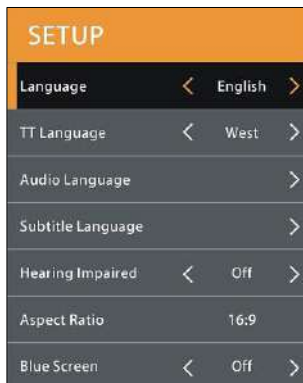 SETUP
Language < English >
TT Language < West >
Audio Language >
Subtitle Language >
Hearing Impaired < Off >
Aspect Ratio 16:9
Blue Screen < Off >